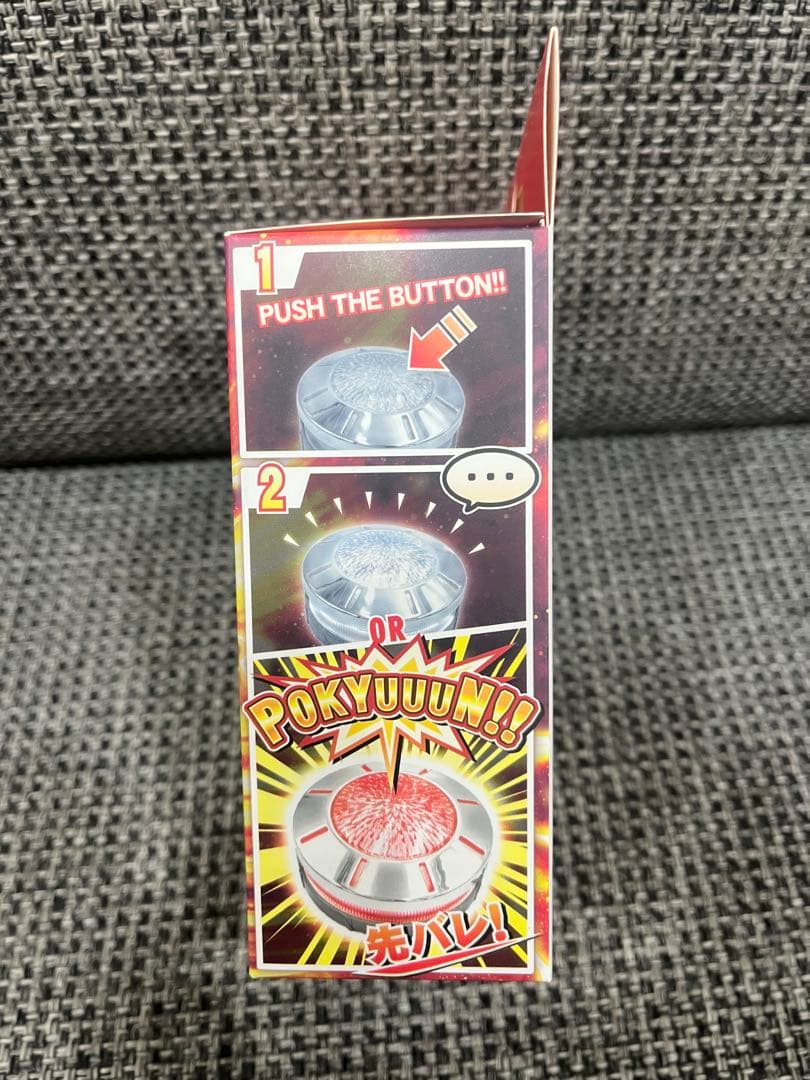 1
PUSH THE BUTTON!!
2
...
OR
POKYUUUN!!
先バレ!